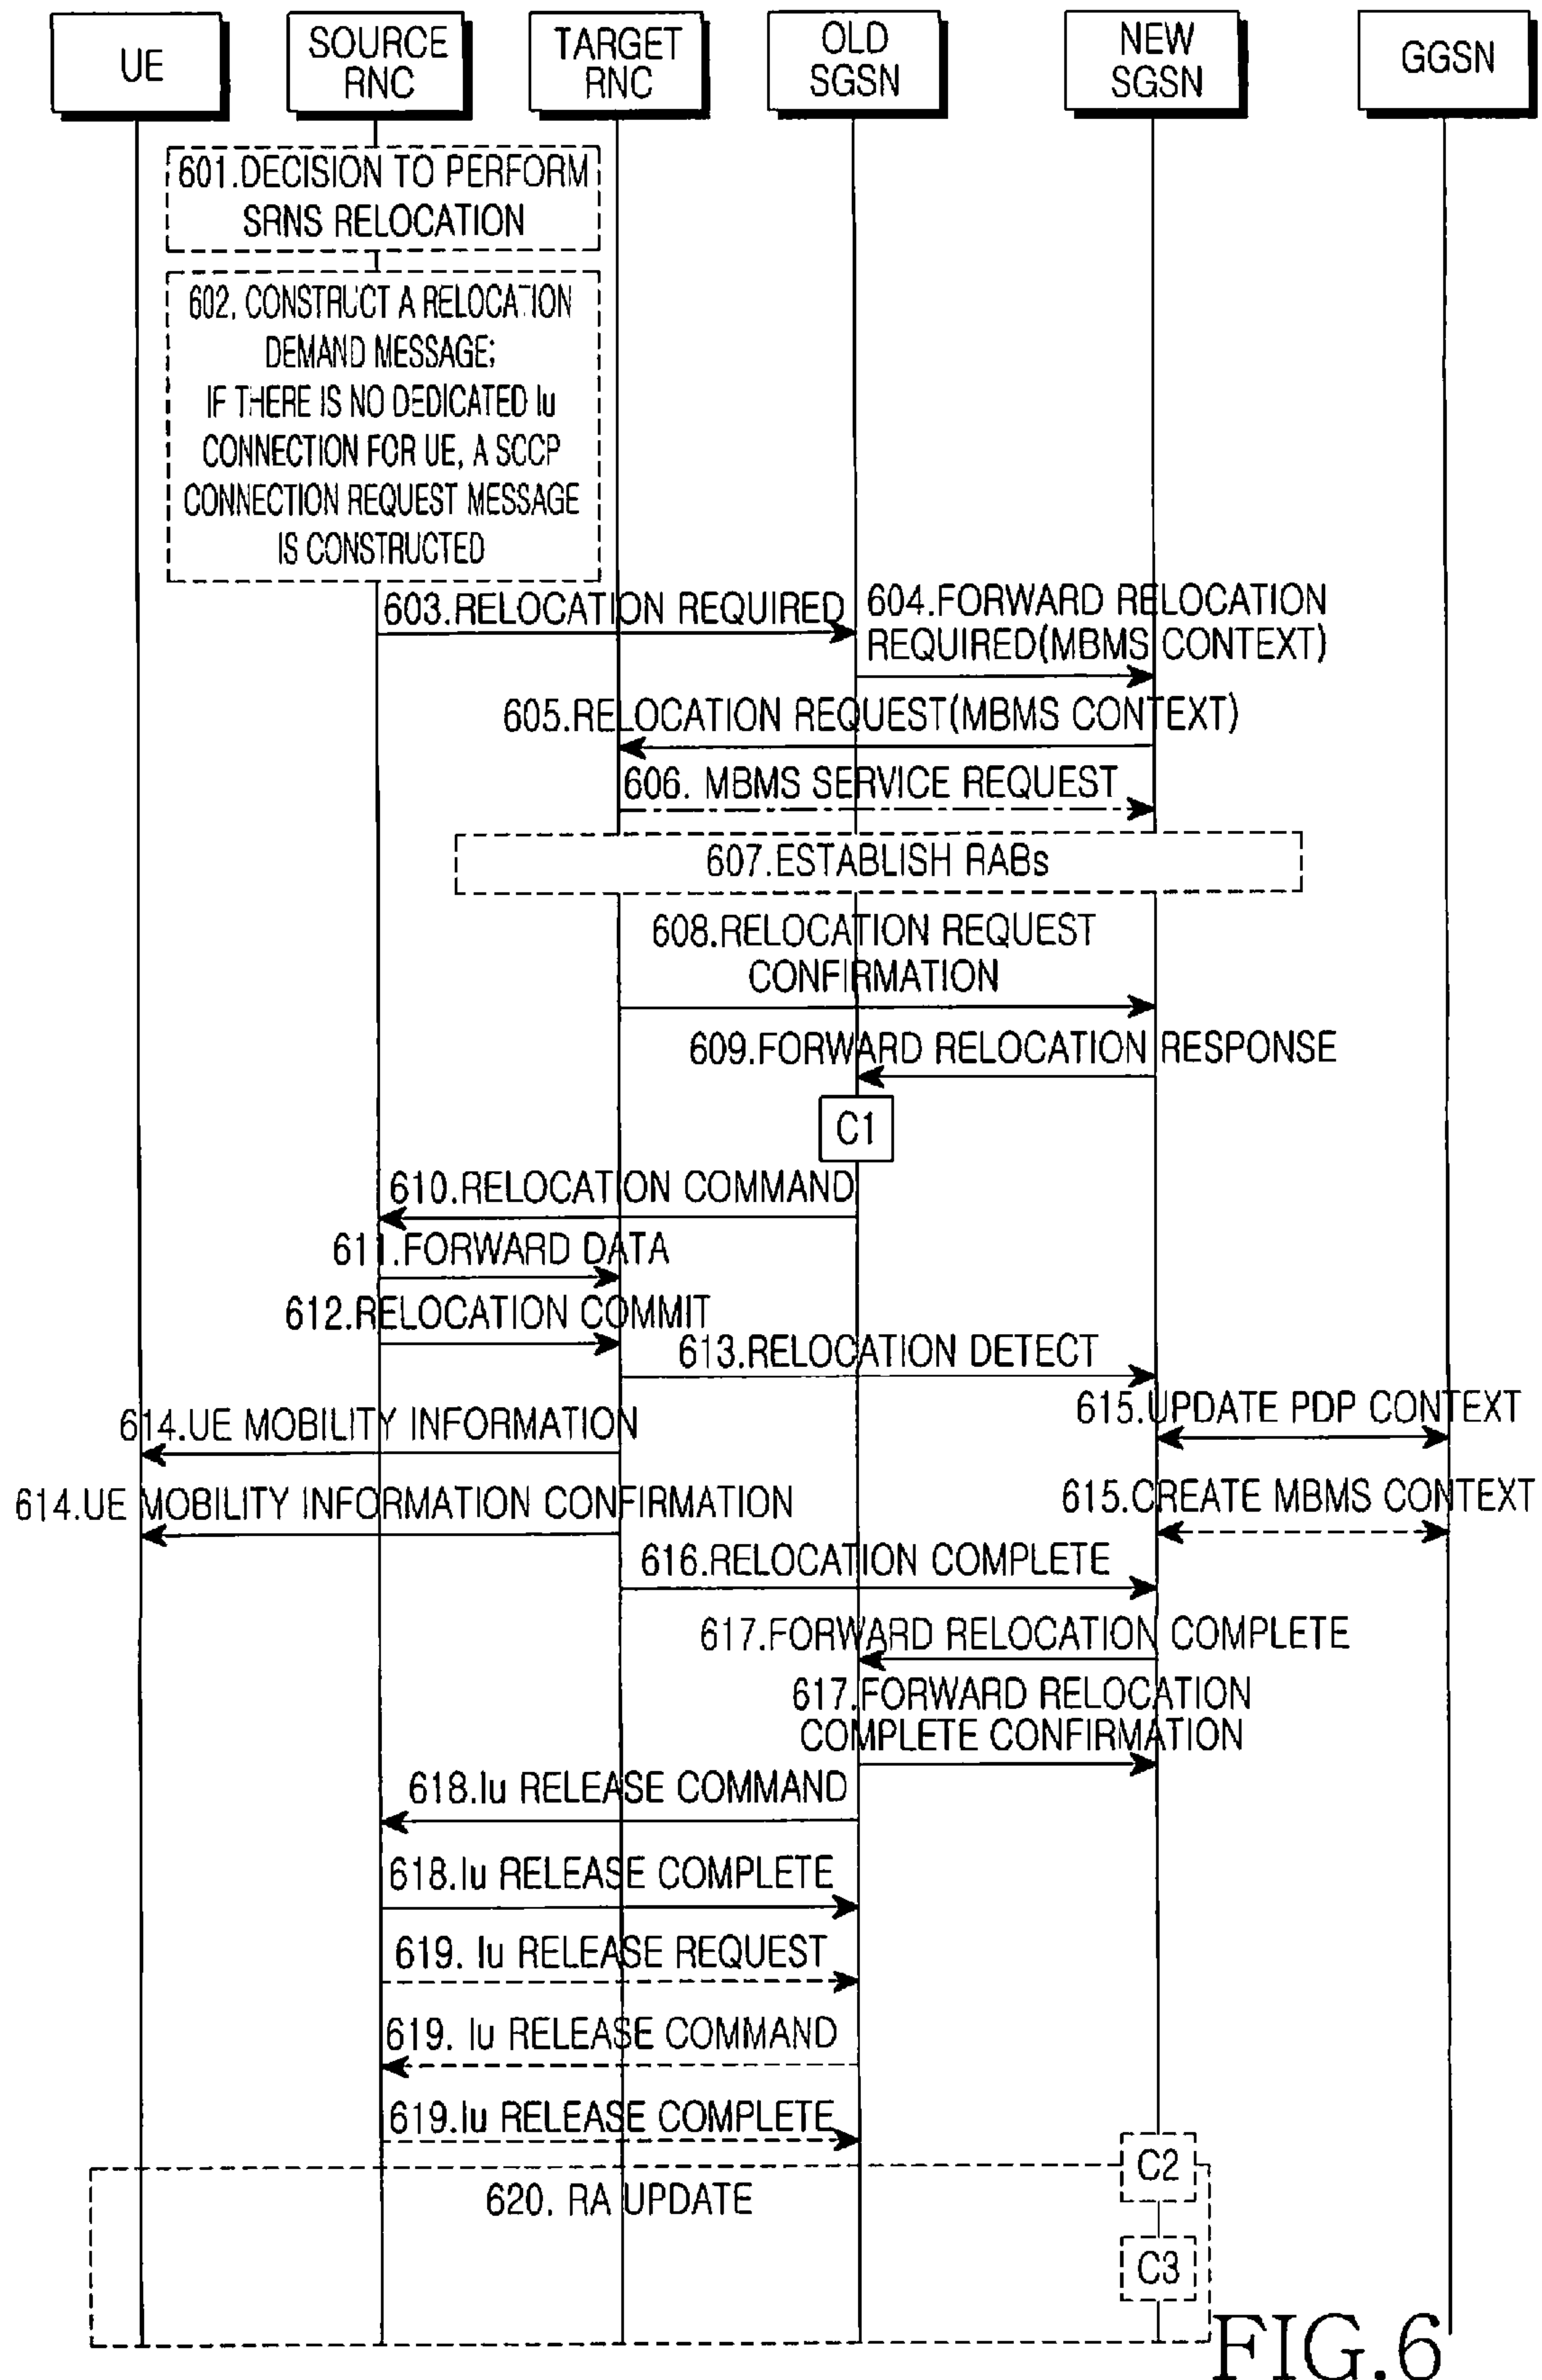 UE
SOURCE
RNC
TARGET
RNC
OLD
SGSN
NEW
SGSN
GGSN
601.DECISION TO PERFORM
SRNS RELOCATION
602. CONSTRUCT A RELOCATION
DEMAND MESSAGE;
IF THERE IS NO DEDICATED Iu
CONNECTION FOR UE, A SCCP
CONNECTION REQUEST MESSAGE
IS CONSTRUCTED
603.RELOCATION REQUIRED
604.FORWARD RELOCATION
REQUIRED(MBMS CONTEXT)
605.RELOCATION REQUEST(MBMS CONTEXT)
606. MBMS SERVICE REQUEST
607.ESTABLISH RABs
608.RELOCATION REQUEST
CONFIRMATION
609.FORWARD RELOCATION RESPONSE
C1
610.RELOCATION COMMAND
611.FORWARD DATA
612.RELOCATION COMMIT
613.RELOCATION DETECT
615.UPDATE PDP CONTEXT
614.UE MOBILITY INFORMATION
615.CREATE MBMS CONTEXT
614.UE MOBILITY INFORMATION CONFIRMATION
616.RELOCATION COMPLETE
617.FORWARD RELOCATION COMPLETE
617.FORWARD RELOCATION
COMPLETE CONFIRMATION
618.Iu RELEASE COMMAND
618.Iu RELEASE COMPLETE
619. Iu RELEASE REQUEST
619. Iu RELEASE COMMAND
619.Iu RELEASE COMPLETE
C2
620. RA UPDATE
C3
FIG.6